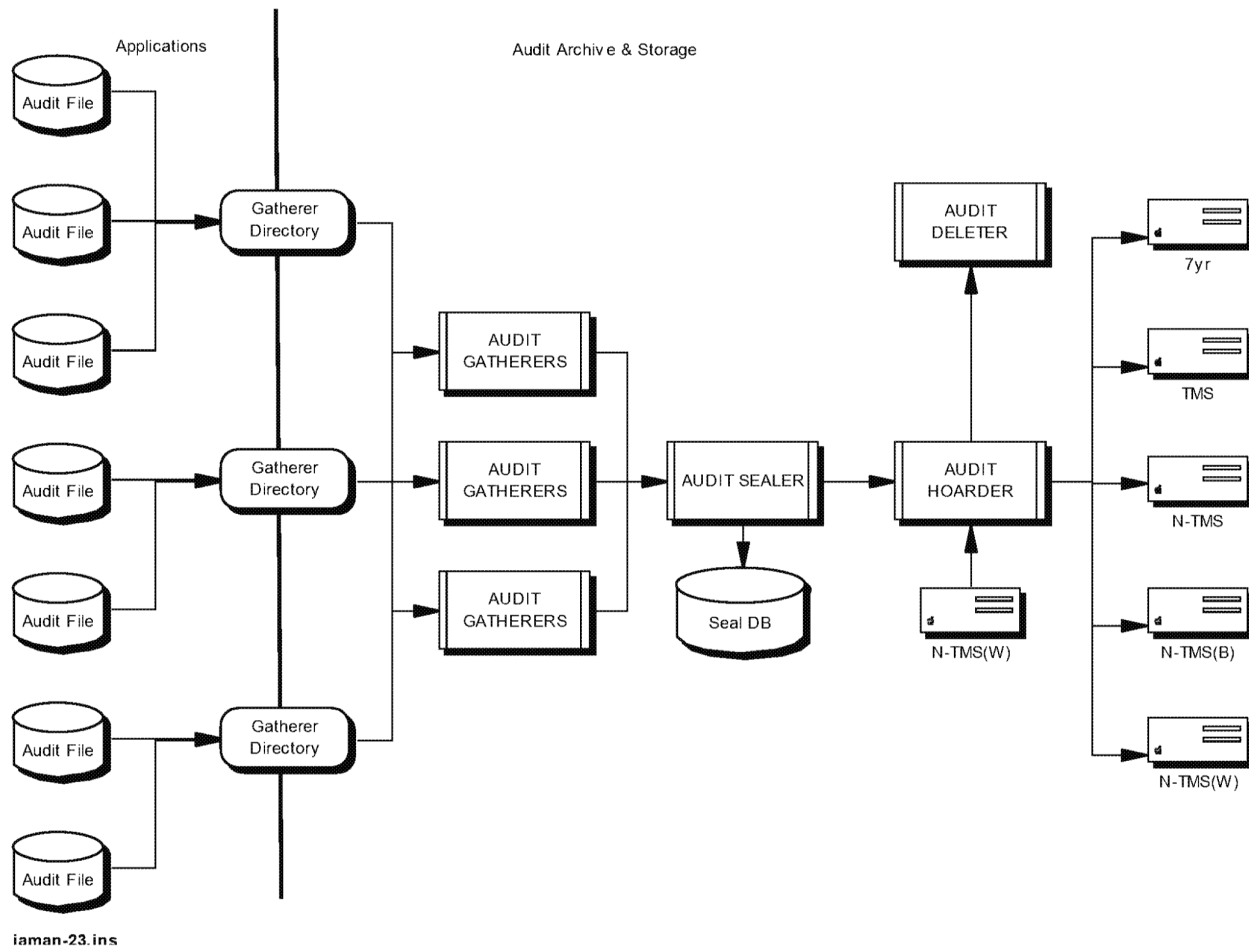 Applications
Audit Archive & Storage
Audit File
Audit File
Audit File
Audit File
Audit File
Audit File
Audit File
Gatherer
Directory
Gatherer
Directory
Gatherer
Directory
AUDIT
GATHERERS
AUDIT
GATHERERS
AUDIT
GATHERERS
AUDIT SEALER
Seal DB
AUDIT
DELETER
AUDIT
HOARDER
N-TMS(W)
7yr
TMS
N-TMS
N-TMS(B)
N-TMS(W)
iaman-23.ins